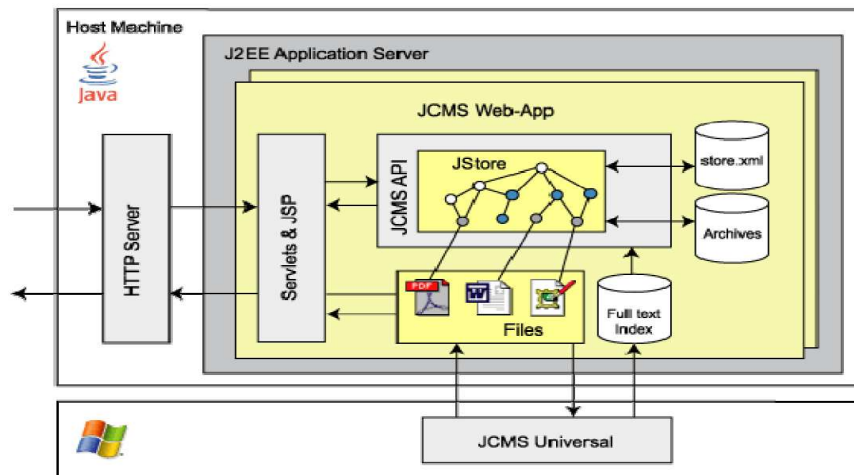 Host Machine
Java
J2EE Application Server
JCMS Web-App
HTTP Server
Servlets & JSP
JCMS API
JStore
store.xml
Archives
PDF
W
Files
Full text
Index
JCMS Universal